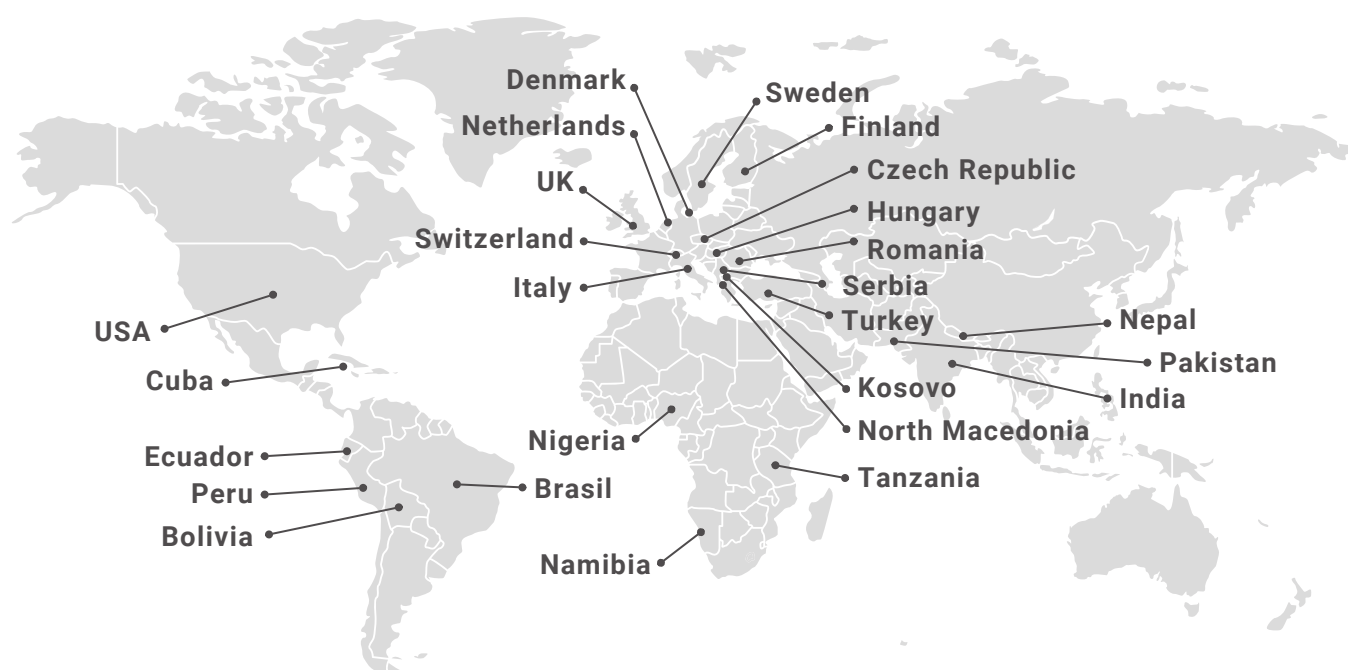 Denmark
Sweden
Netherlands
Finland
Czech Republic
UK
Hungary
Switzerland
Romania
Italy
Serbia
Turkey
Nepal
USA
Pakistan
Cuba
Kosovo
India
North Macedonia
Nigeria
Ecuador
Tanzania
Brasil
Peru
Bolivia
Namibia